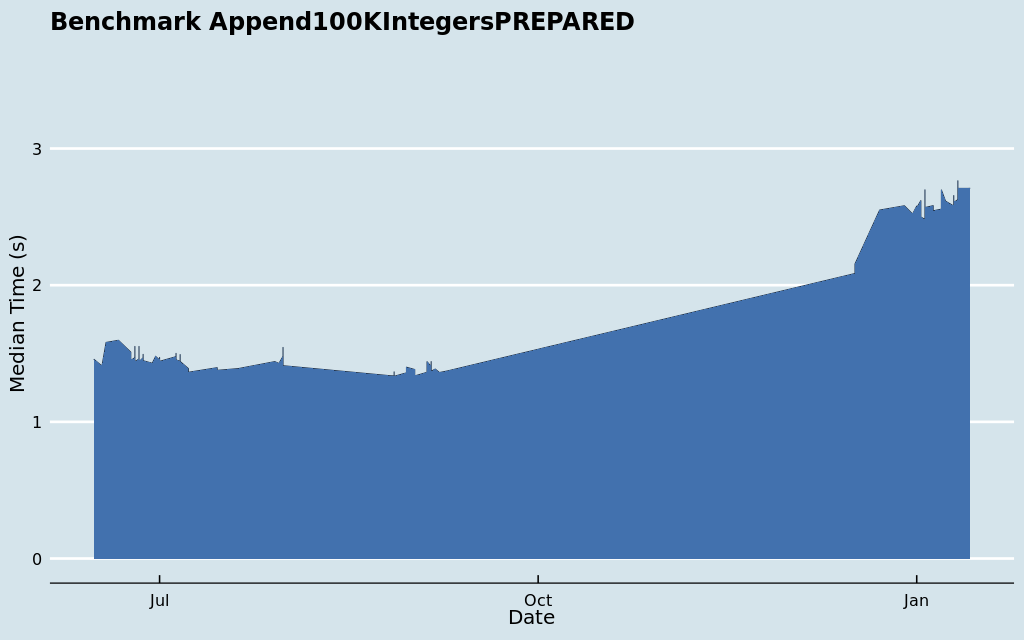 Benchmark Append100KIntegersPREPARED
Median Time (s)
3
2
1
0
Jul
Oct
Jan
Date